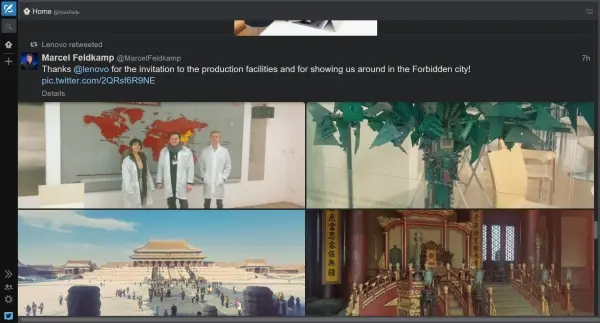 Home @AlexRadu
Lenovo retweeted
Marcel Feldkamp @MarcelFeldkamp
7h
Thanks @lenovo for the invitation to the production facilities and for showing us around in the Forbidden city!
pic.twitter.com/2QRsf6R9NE
Details